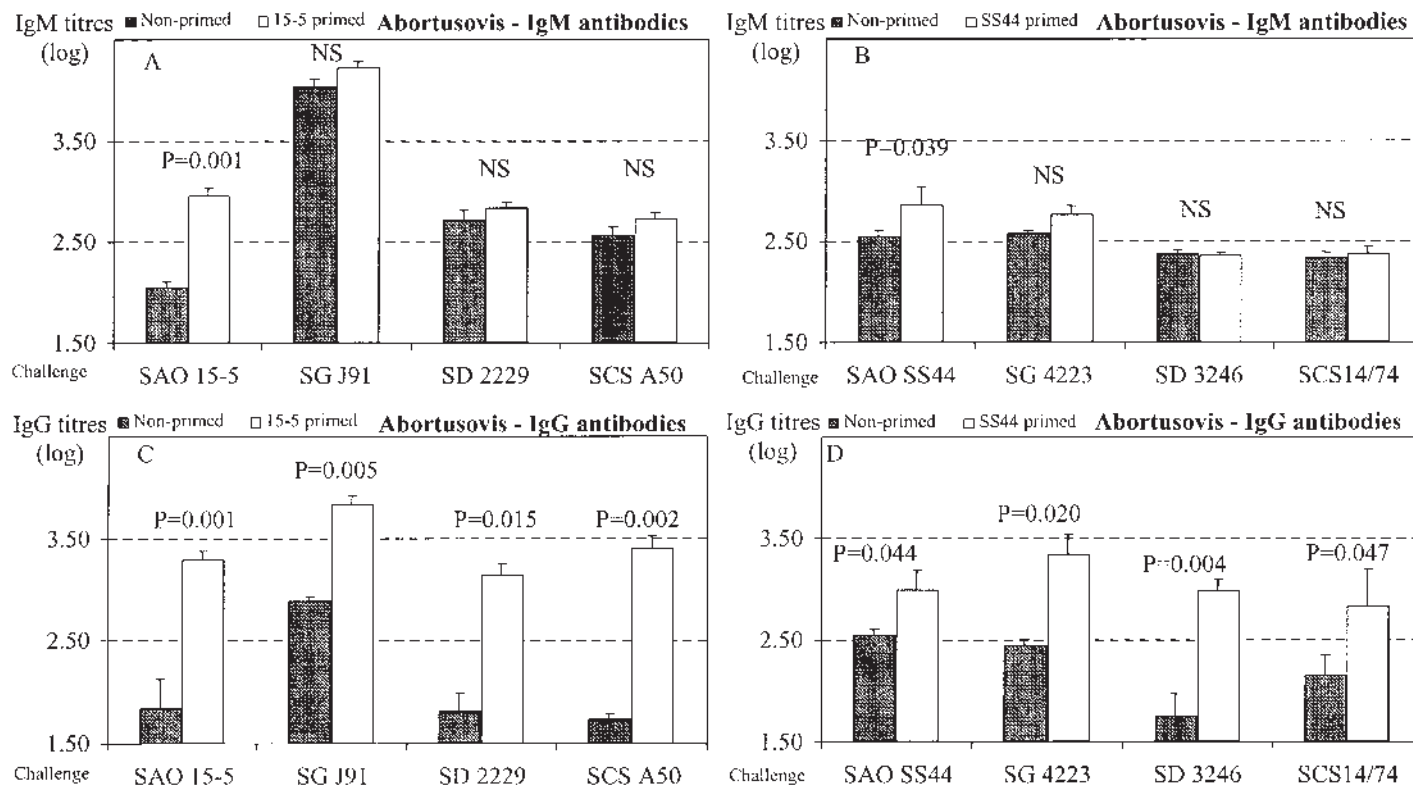 IgM titres Non-primed 15-5 primed Abortusovis - IgM antibodies
(log)
A
NS
3.50
P=0.001
NS
NS
2.50
1.50
Challenge SAO 15-5 SG J91 SD 2229 SCS A50
IgM titres Non-primed SS44 primed Abortusovis - IgM antibodies
(log)
B
3.50
P=0.039
NS
NS
NS
2.50
1.50
Challenge SAO SS44 SG 4223 SD 3246 SCS14/74
IgG titres Non-primed 15-5 primed Abortusovis - IgG antibodies
(log)
C
P=0.005
P=0.001
P=0.015
P=0.002
3.50
2.50
1.50
Challenge SAO 15-5 SG J91 SD 2229 SCS A50
IgG titres Non-primed SS44 primed Abortusovis - IgG antibodies
(log)
D
P=0.020
3.50
P=0.044
P=0.004
P=0.047
2.50
1.50
Challenge SAO SS44 SG 4223 SD 3246 SCS14/74